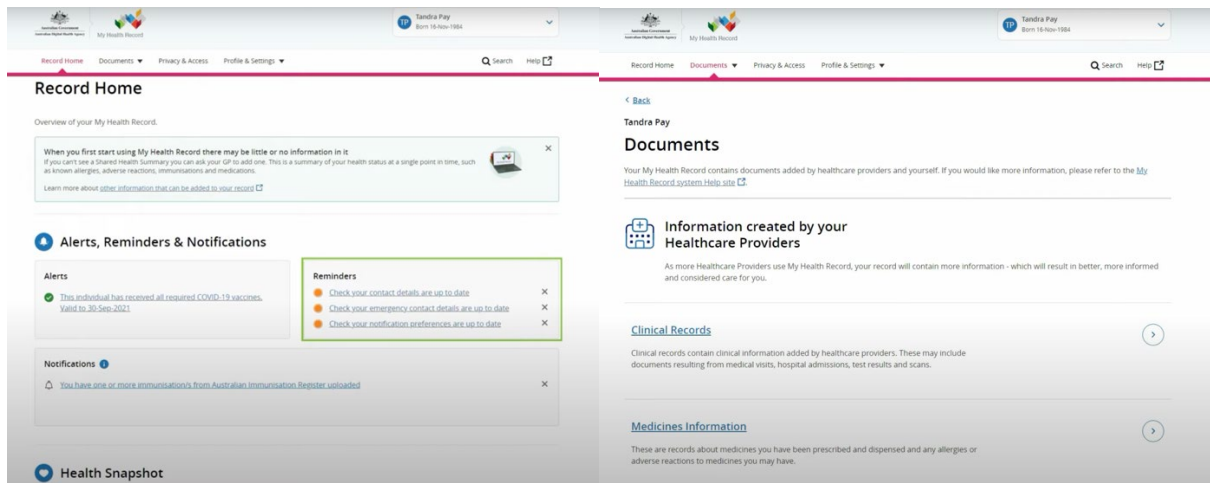 Australian Government
Australian Digital Health Agency
My Health Record
TP
Tandra Pay
Born 16-Nov-1984
Record Home Documents Privacy & Access Profile & Settings Search Help
Record Home
Overview of your My Health Record.
When you first start using My Health Record there may be little or no information in it
If you can't see a Shared Health Summary you can ask your GP to add one. This is a summary of your health status at a single point in time, such
as known allergies, adverse reactions, immunisations and medications.
Learn more about other information that can be added to your record
Alerts, Reminders & Notifications
Alerts
This individual has received all required COVID-19 vaccines.
Valid to 30-Sep-2021
Reminders
Check your contact details are up to date
Check your emergency contact details are up to date
Check your notification preferences are up to date
Notifications
You have one or more immunisation/s from Australian Immunisation Register uploaded
Health Snapshot
Australian Government
Australian Digital Health Agency
My Health Record
TP
Tandra Pay
Born 16-Nov-1984
Record Home Documents Privacy & Access Profile & Settings Search Help
< Back
Tandra Pay
Documents
Your My Health Record contains documents added by healthcare providers and yourself. If you would like more information, please refer to the My
Health Record system Help site.
Information created by your
Healthcare Providers
As more Healthcare Providers use My Health Record, your record will contain more information - which will result in better, more informed
and considered care for you.
Clinical Records
Clinical records contain clinical information added by healthcare providers. These may include
documents resulting from medical visits, hospital admissions, test results and scans.
Medicines Information
These are records about medicines you have been prescribed and dispensed and any allergies or
adverse reactions to medicines you may have.